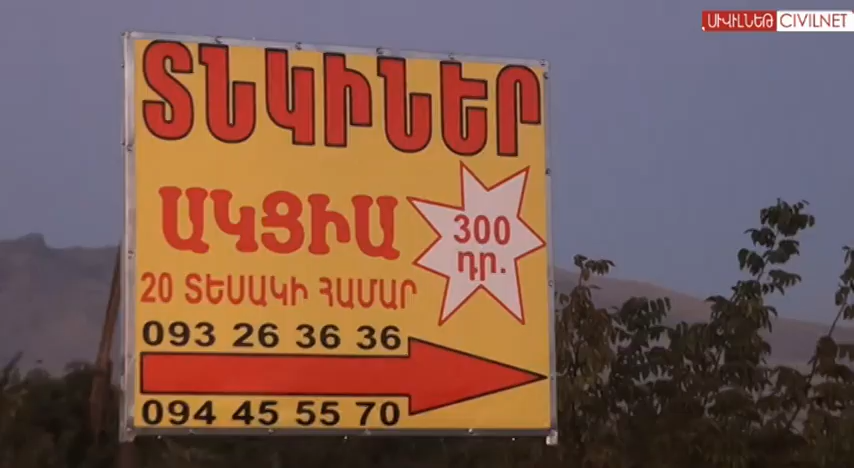 ՍԻՎԻԼՆԵԹ CIVILNET
ՏՆԿԻՆԵՐ
ԱԿՑԻԱ
300
դր.
20 ՏԵՍԱԿԻ ՀԱՄԱՐ
093 26 36 36
094 45 55 70